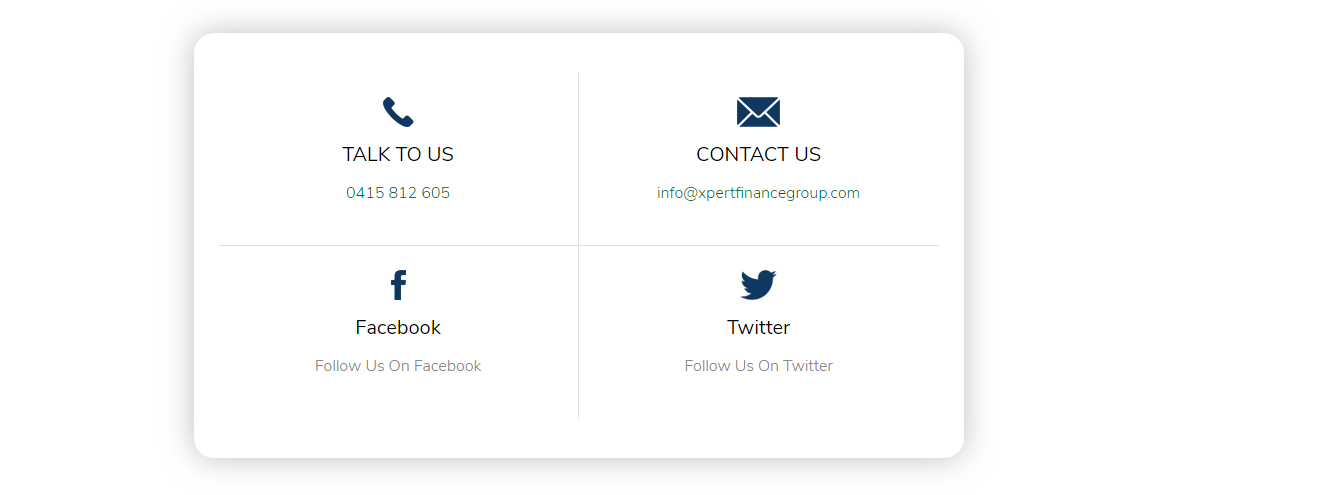 TALK TO US
0415 812 605
CONTACT US
info@xpertfinancegroup.com
Facebook
Follow Us On Facebook
Twitter
Follow Us On Twitter